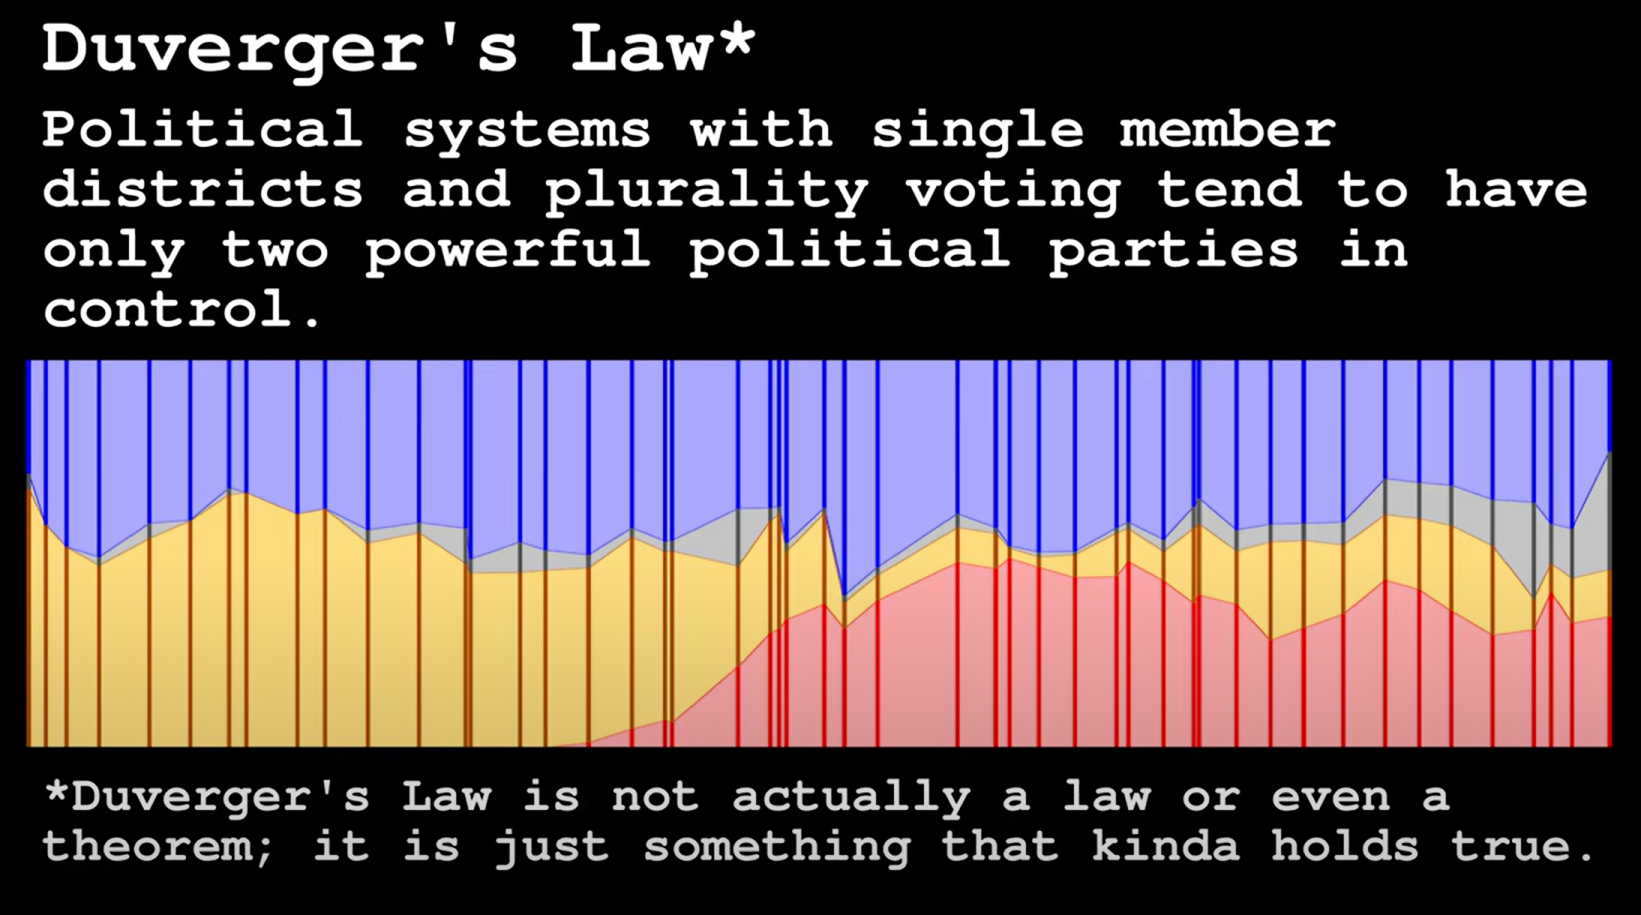 Duverger's Law*
Political systems with single member
districts and plurality voting tend to have
only two powerful political parties in
control.
*Duverger's Law is not actually a law or even a
theorem; it is just something that kinda holds true.